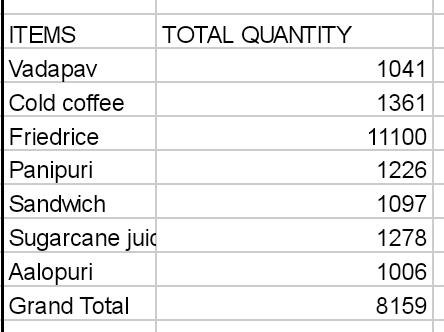 ITEMS TOTAL QUANTITY
Vadapav 1041
Cold coffee 1361
Friedrice 11100
Panipuri 1226
Sandwich 1097
Sugarcane juic 1278
Aalopuri 1006
Grand Total 8159